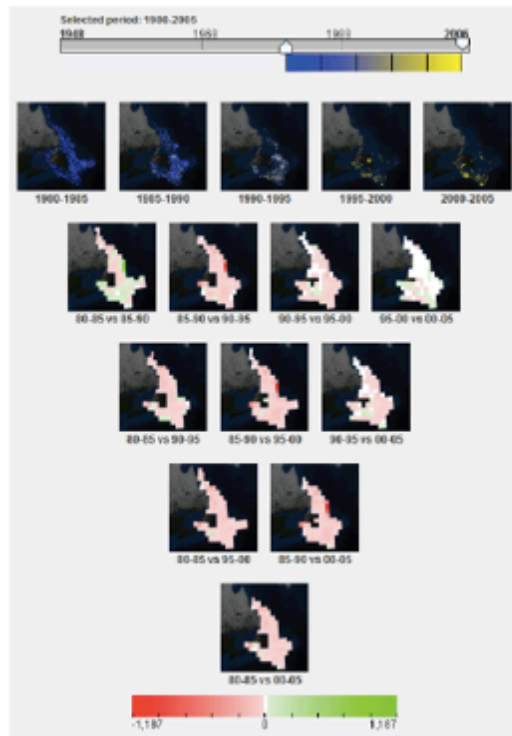 Selected period: 1980-2005
1948 1960 1980 2006
1980-1985 1985-1990 1990-1995 1995-2000 2000-2005
80-85 vs 85-90 85-90 vs 90-95 90-95 vs 95-00 95-00 vs 00-05
80-85 vs 90-95 85-90 vs 95-00 90-95 vs 00-05
80-85 vs 95-00 85-90 vs 00-05
80-85 vs 00-05
-1,187 0 1,187